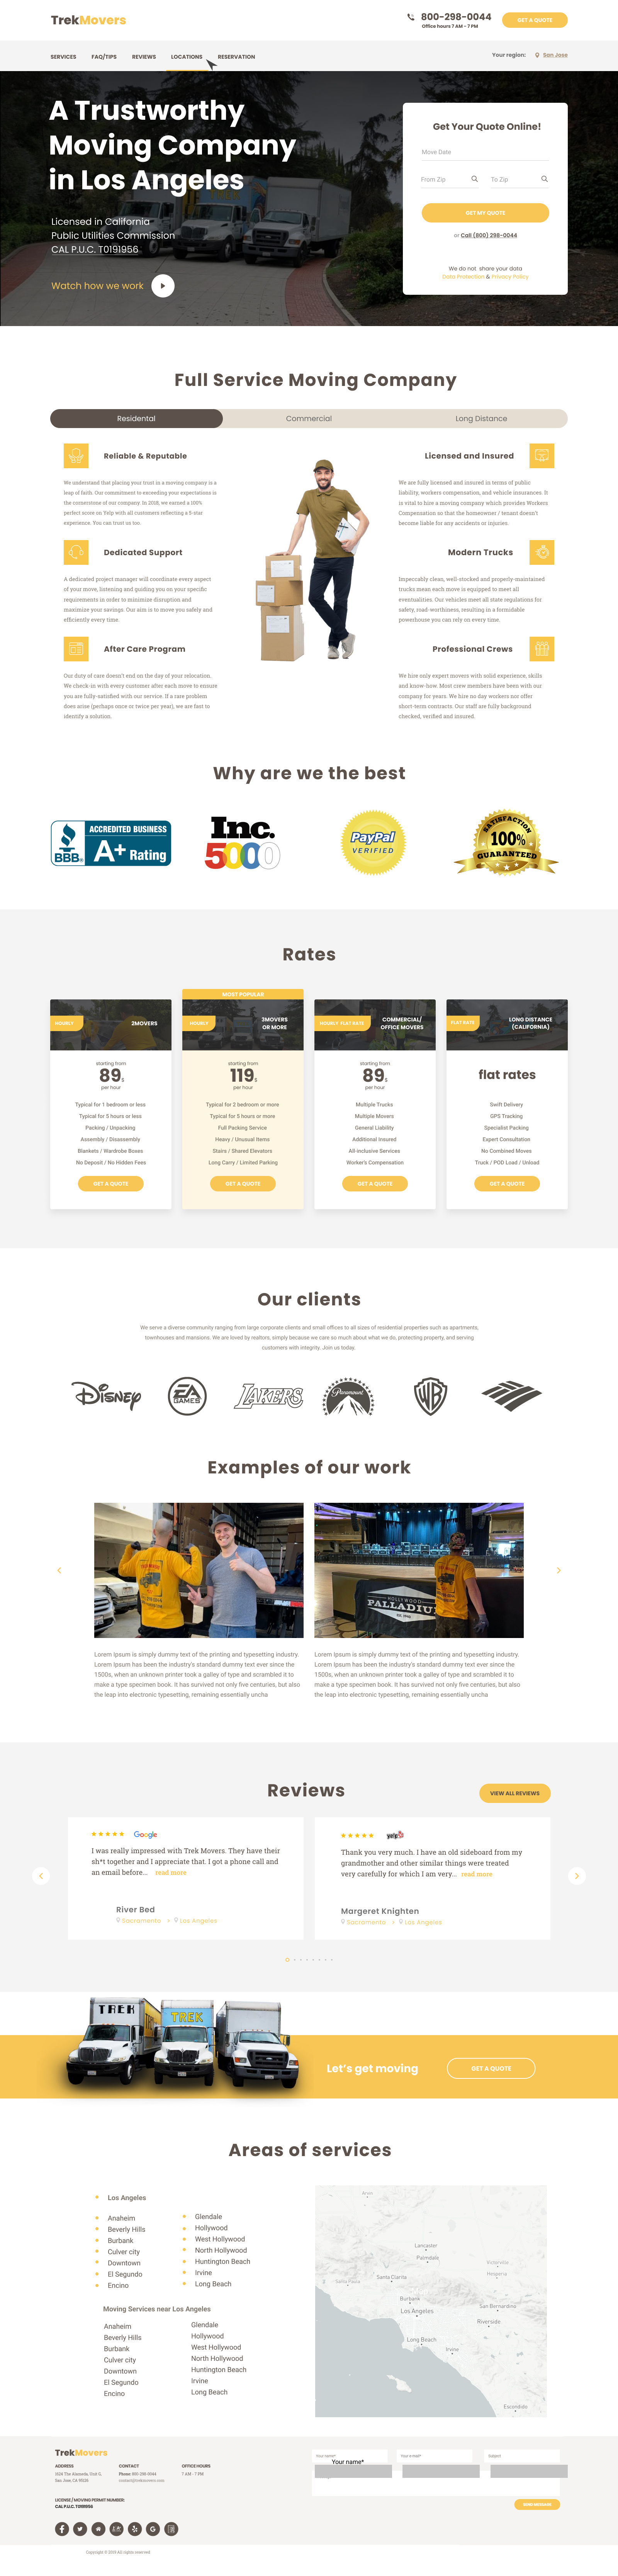 TrekMovers
800-298-0044
Office hours 7 AM - 7 PM
GET A QUOTE
SERVICES FAQ/TIPS REVIEWS LOCATIONS RESERVATION
Your region: San Jose
A Trustworthy
Moving Company
in Los Angeles
Licensed in California
Public Utilities Commission
CAL P.U.C. T0191956
Watch how we work
Get Your Quote Online!
Move Date
From Zip To Zip
GET MY QUOTE
or Call (800) 298-0044
We do not share your data
Data Protection & Privacy Policy
Full Service Moving Company
Residental Commercial Long Distance
Reliable & Reputable
We understand that placing your trust in a moving company is a
leap of faith. Our commitment to exceeding your expectations is
the cornerstone of our company. In 2018, we earned a 100%
perfect score on Yelp with all customers reflecting a 5-star
experience. You can trust us too.
Dedicated Support
A dedicated project manager will coordinate every aspect
of your move, listening and guiding you on your specific
requirements in order to minimize disruption and
maximize your savings. Our aim is to move you safely and
efficiently every time.
After Care Program
Our duty of care doesn't end on the day of your relocation.
We check-in with every customer after each move to ensure
you are fully-satisfied with our service. If a rare problem
does arise (perhaps once or twice per year), we are fast to
identify a solution.
Licensed and Insured
We are fully licensed and insured in terms of public
liability, workers compensation, and vehicle insurances. It
is vital to hire a moving company which provides Workers
Compensation so that the homeowner / tenant doesn't
become liable for any accidents or injuries.
Modern Trucks
Impeccably clean, well-stocked and properly-maintained
trucks mean each move is equipped to meet all
eventualities. Our vehicles meet all state regulations for
safety, road-worthiness, resulting in a formidable
powerhouse you can rely on every time.
Professional Crews
We hire only expert movers with solid experience, skills
and know-how. Most crew members have been with our
company for years. We hire no day workers nor offer
short-term contracts. Our staff are fully background
checked, verified and insured.
Why are we the best
BBB.
ACCREDITED BUSINESS
A+ Rating
Inc.
5000
PayPal
VERIFIED
SATISFACTION
100%
GUARANTEED
Rates
HOURLY 2MOVERS
starting from
89$
per hour
Typical for 1 bedroom or less
Typical for 5 hours or less
Packing / Unpacking
Assembly / Disassembly
Blankets / Wardrobe Boxes
No Deposit / No Hidden Fees
GET A QUOTE
MOST POPULAR
HOURLY
3MOVERS
OR MORE
starting from
119$
per hour
Typical for 2 bedroom or more
Typical for 5 hours or more
Full Packing Service
Heavy / Unusual Items
Stairs / Shared Elevators
Long Carry / Limited Parking
GET A QUOTE
HOURLY FLAT RATE
COMMERCIAL/
OFFICE MOVERS
starting from
89$
per hour
Multiple Trucks
Multiple Movers
General Liability
Additional Insured
All-inclusive Services
Worker's Compensation
GET A QUOTE
FLAT RATE
LONG DISTANCE
(CALIFORNIA)
flat rates
Swift Delivery
GPS Tracking
Specialist Packing
Expert Consultation
No Combined Moves
Truck / POD Load / Unload
GET A QUOTE
Our clients
We serve a diverse community ranging from large corporate clients and small offices to all sizes of residential properties such as apartments,
townhouses and mansions. We are loved by realtors, simply because we care so much about what we do, protecting property, and serving
customers with integrity. Join us today.
Disney
EA
GAMES
LAKERS
Paramount
WB
Examples of our work
HOLLYWOOD
PALLADIU
Lorem Ipsum is simply dummy text of the printing and typesetting industry.
Lorem Ipsum has been the industry's standard dummy text ever since the
1500s, when an unknown printer took a galley of type and scrambled it to
make a type specimen book. It has survived not only five centuries, but also
the leap into electronic typesetting, remaining essentially uncha
Lorem Ipsum is simply dummy text of the printing and typesetting industry.
Lorem Ipsum has been the industry's standard dummy text ever since the
1500s, when an unknown printer took a galley of type and scrambled it to
make a type specimen book. It has survived not only five centuries, but also
the leap into electronic typesetting, remaining essentially uncha
Reviews
VIEW ALL REVIEWS
Google
I was really impressed with Trek Movers. They have their
sh*t together and I appreciate that. I got a phone call and
an email before... read more
River Bed
Sacramento Los Angeles
yelp
Thank you very much. I have an old sideboard from my
grandmother and other similar things were treated
very carefully for which I am very... read more
Margeret Knighten
Sacramento Los Angeles
TREK
TREK
Let's get moving
GET A QUOTE
Areas of services
Los Angeles
Anaheim
Beverly Hills
Burbank
Culver city
Downtown
El Segundo
Encino
Glendale
Hollywood
West Hollywood
North Hollywood
Huntington Beach
Irvine
Long Beach
Moving Services near Los Angeles
Anaheim
Beverly Hills
Burbank
Culver city
Downtown
El Segundo
Encino
Glendale
Hollywood
West Hollywood
North Hollywood
Huntington Beach
Irvine
Long Beach
Lancaster
Palmdale
Victorville
Hesperia
Santa Clarita
Santa Paula
Burbank
Los Angeles
San Bernardino
Riverside
Long Beach
Irvine
Escondido
TrekMovers
ADDRESS
CONTACT
Phone: 800-298-0044
contact@trekmovers.com
OFFICE HOURS
7 AM - 7 PM
LICENSE/MOVING PERMIT NUMBER:
CAL P.U.C. T0191956
Your name*
Your e-mail*
Subject
Your name*
SEND MESSAGE
Copyright © 2019 All rights reserved